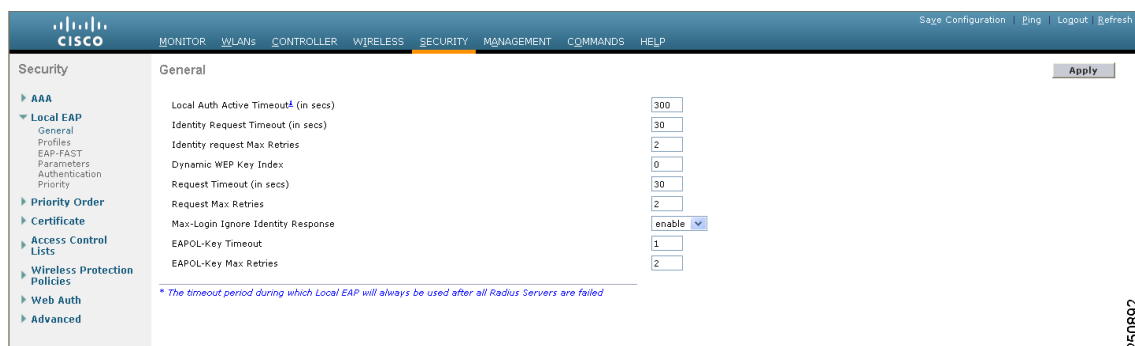 Save Configuration | Ping | Logout | Refresh
CISCO
MONITOR WLANs CONTROLLER WIRELESS SECURITY MANAGEMENT COMMANDS HELP
Security
General
Apply
AAA
Local EAP
General
Profiles
EAP-FAST
Parameters
Authentication
Priority
Priority Order
Certificate
Access Control
Lists
Wireless Protection
Policies
Web Auth
Advanced
Local Auth Active Timeout1 (in secs) 300
Identity Request Timeout (in secs) 30
Identity request Max Retries 2
Dynamic WEP Key Index 0
Request Timeout (in secs) 30
Request Max Retries 2
Max-Login Ignore Identity Response enable
EAPOL-Key Timeout 1
EAPOL-Key Max Retries 2
* The timeout period during which Local EAP will always be used after all Radius Servers are failed
250892